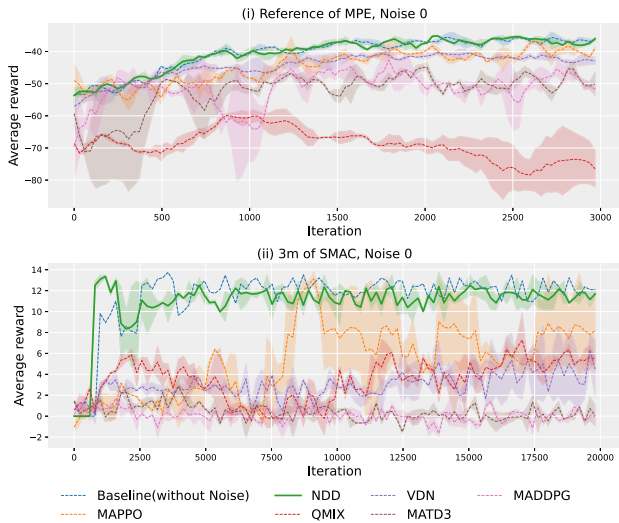 (i) Reference of MPE, Noise 0
Average reward
−40
−50
−60
−70
−80
0 500 1000 1500 2000 2500 3000
Iteration
(ii) 3m of SMAC, Noise 0
Average reward
14
12
10
8
6
4
2
0
−2
0 2500 5000 7500 10000 12500 15000 17500 20000
Iteration
Baseline(without Noise) NDD VDN MADDPG
MAPPO QMIX MATD3